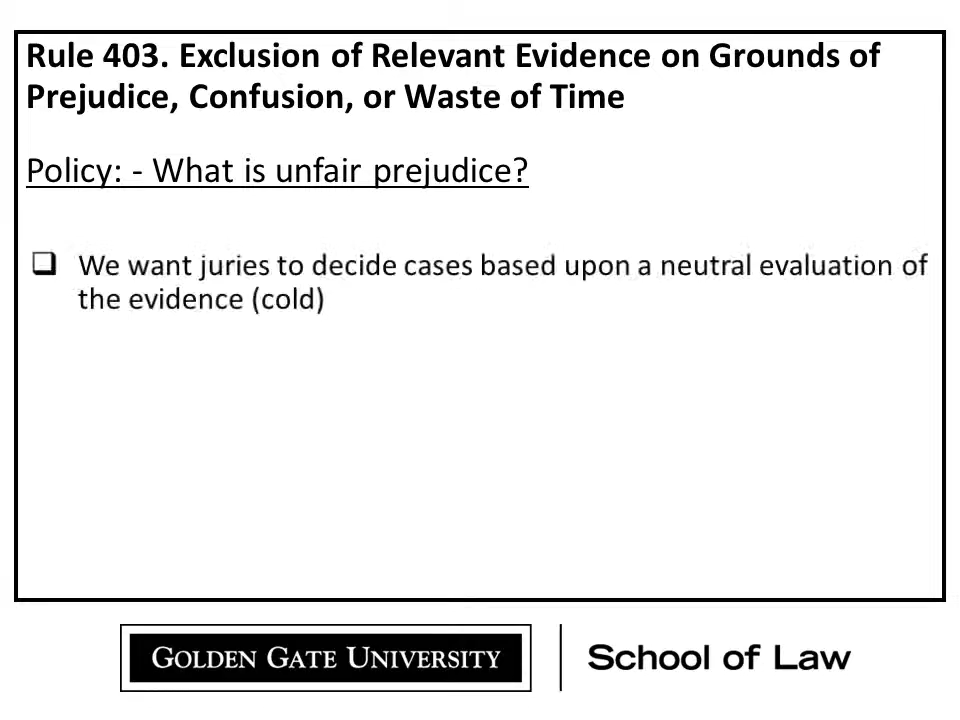 Rule 403. Exclusion of Relevant Evidence on Grounds of
Prejudice, Confusion, or Waste of Time
Policy: - What is unfair prejudice?
❑ We want juries to decide cases based upon a neutral evaluation of
the evidence (cold)
GOLDEN GATE UNIVERSITY
School of Law